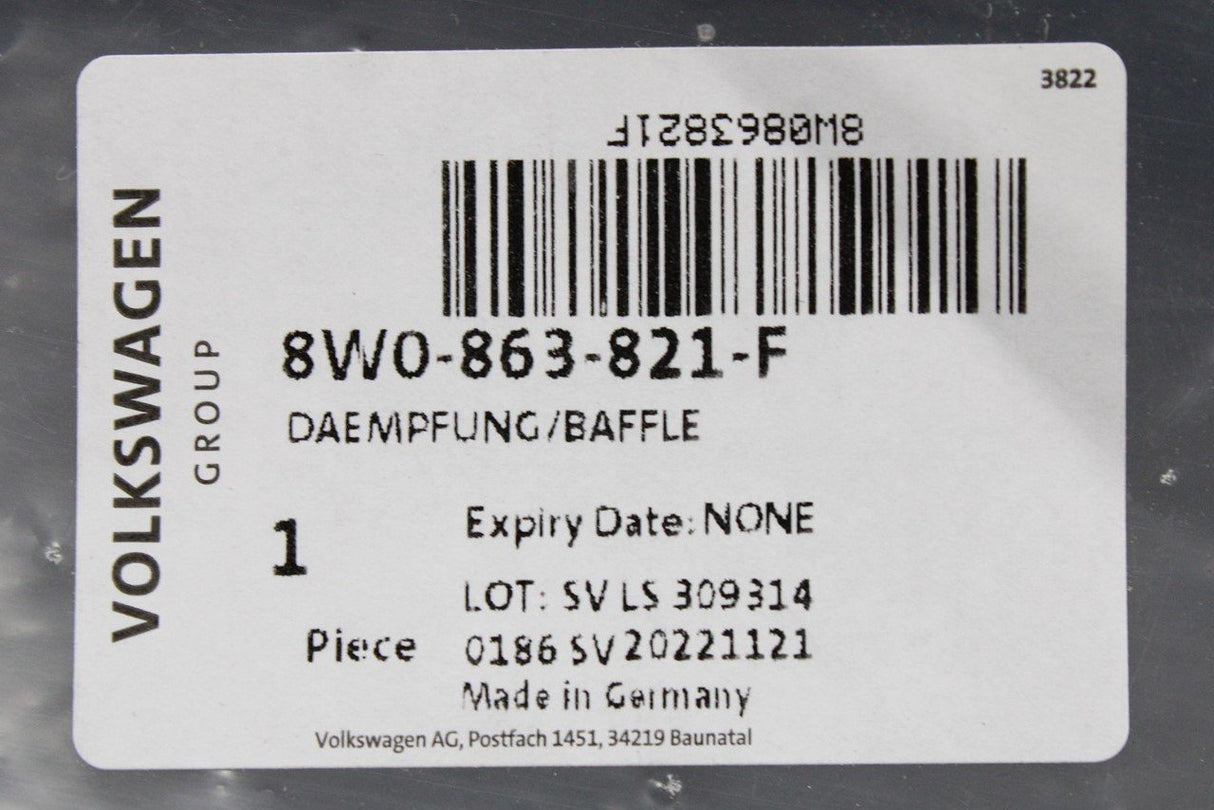 3822
8W0863821F
VOLKSWAGEN
GROUP
8W0-863-821-F
DAEMPFUNG/BAFFLE
1
Piece
Expiry Date: NONE
LOT: SV LS 309314
0186 SV 20221121
Made in Germany
Volkswagen AG, Postfach 1451, 34219 Baunatal